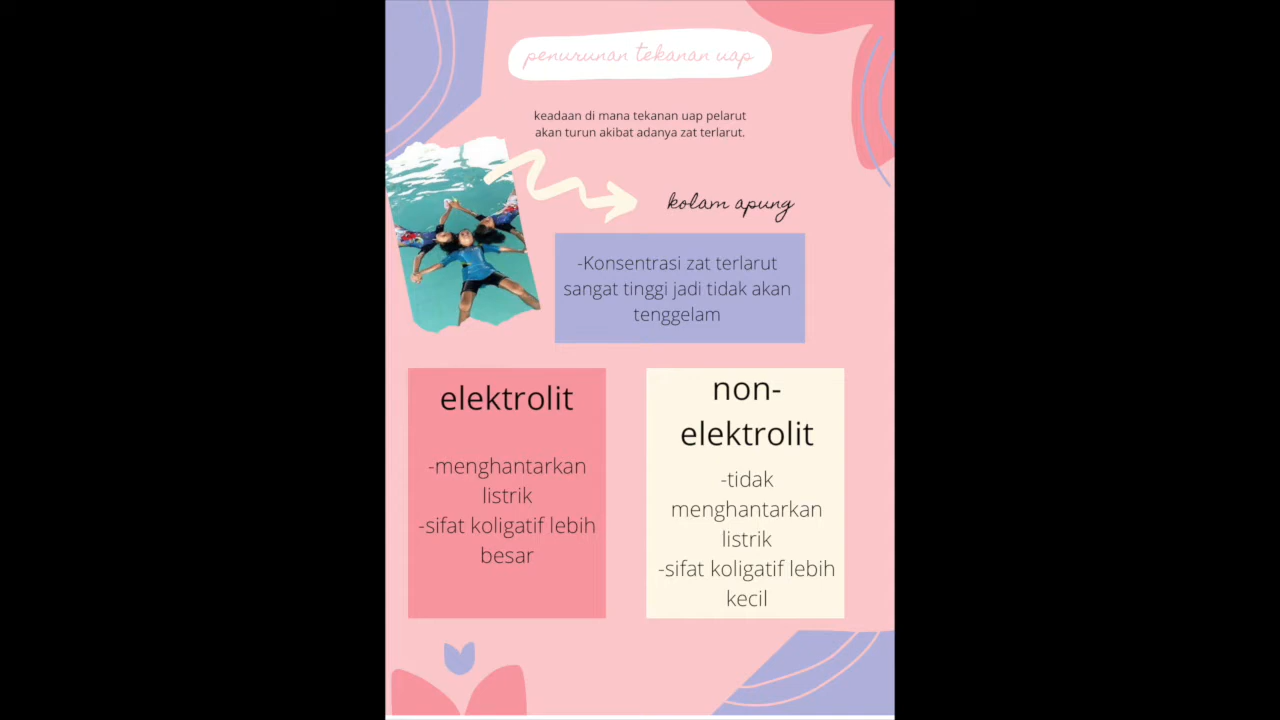 penurunan tekanan uap
keadaan di mana tekanan uap pelarut
akan turun akibat adanya zat terlarut.
kolam apung
-Konsentrasi zat terlarut
sangat tinggi jadi tidak akan
tenggelam
elektrolit
-menghantarkan
listrik
-sifat koligatif lebih
besar
non-
elektrolit
-tidak
menghantarkan
listrik
-sifat koligatif lebih
kecil